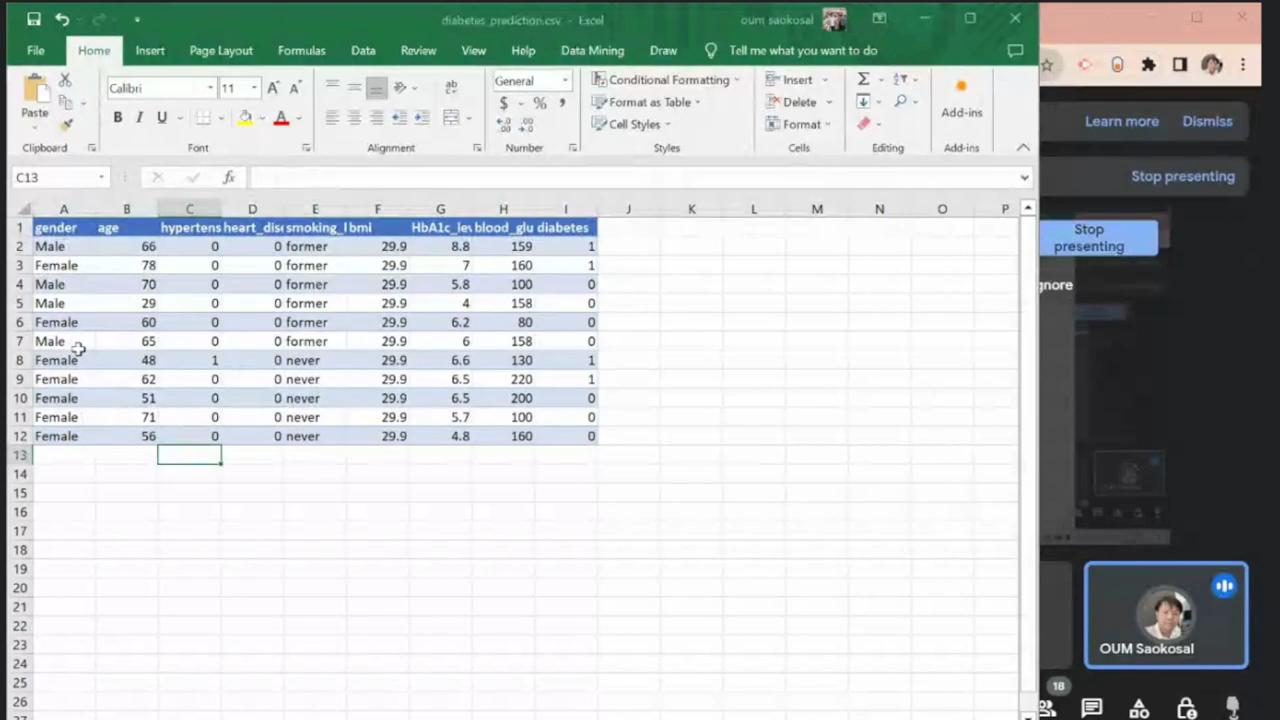 diabetes_prediction.csv - Excel
oum saokosal
File Home Insert Page Layout Formulas Data Review View Help Data Mining Draw Tell me what you want to do
Paste
Clipboard
Calibri 11
B I U
Font
Alignment
General
$ % ,
Number
Conditional Formatting
Format as Table
Cell Styles
Styles
Insert
Delete
Format
Cells
Editing
Add-ins
Add-ins
C13 fx
A B C D E F G H I J K L M N O P
1 gender age hypertens heart_dise smoking_h bmi HbA1c_lev blood_glu diabetes
2 Male 66 0 0 former 29.9 8.8 159 1
3 Female 78 0 0 former 29.9 7 160 1
4 Male 70 0 0 former 29.9 5.8 100 0
5 Male 29 0 0 former 29.9 4 158 0
6 Female 60 0 0 former 29.9 6.2 80 0
7 Male 65 0 0 former 29.9 6 158 0
8 Female 48 1 0 never 29.9 6.6 130 1
9 Female 62 0 0 never 29.9 6.5 220 1
10 Female 51 0 0 never 29.9 6.5 200 0
11 Female 71 0 0 never 29.9 5.7 100 0
12 Female 56 0 0 never 29.9 4.8 160 0
13
14
15
16
17
18
19
20
21
22
23
24
25
26
Learn more Dismiss
Stop presenting
Stop
presenting
gnore
OUM Saokosal
18